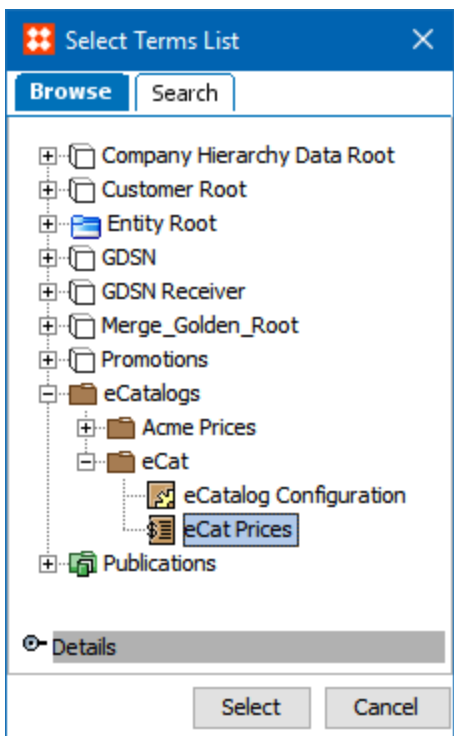 Select Terms List
Browse Search
Company Hierarchy Data Root
Customer Root
Entity Root
GDSN
GDSN Receiver
Merge_Golden_Root
Promotions
eCatalogs
Acme Prices
eCat
eCatalog Configuration
eCat Prices
Publications
Details
Select Cancel